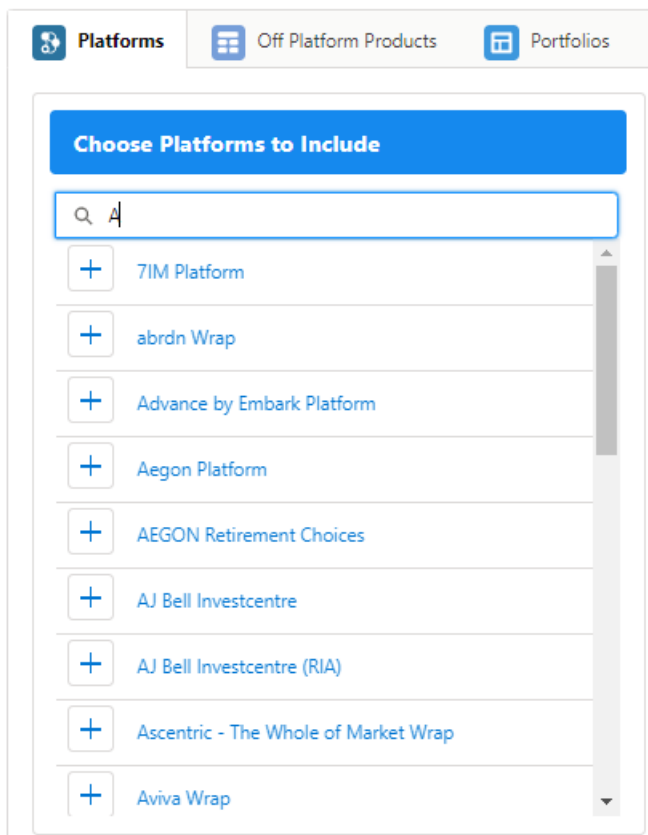 Platforms
Off Platform Products
Portfolios
Choose Platforms to Include
A
7IM Platform
abrdn Wrap
Advance by Embark Platform
Aegon Platform
AEGON Retirement Choices
AJ Bell Investcentre
AJ Bell Investcentre (RIA)
Ascentric - The Whole of Market Wrap
Aviva Wrap